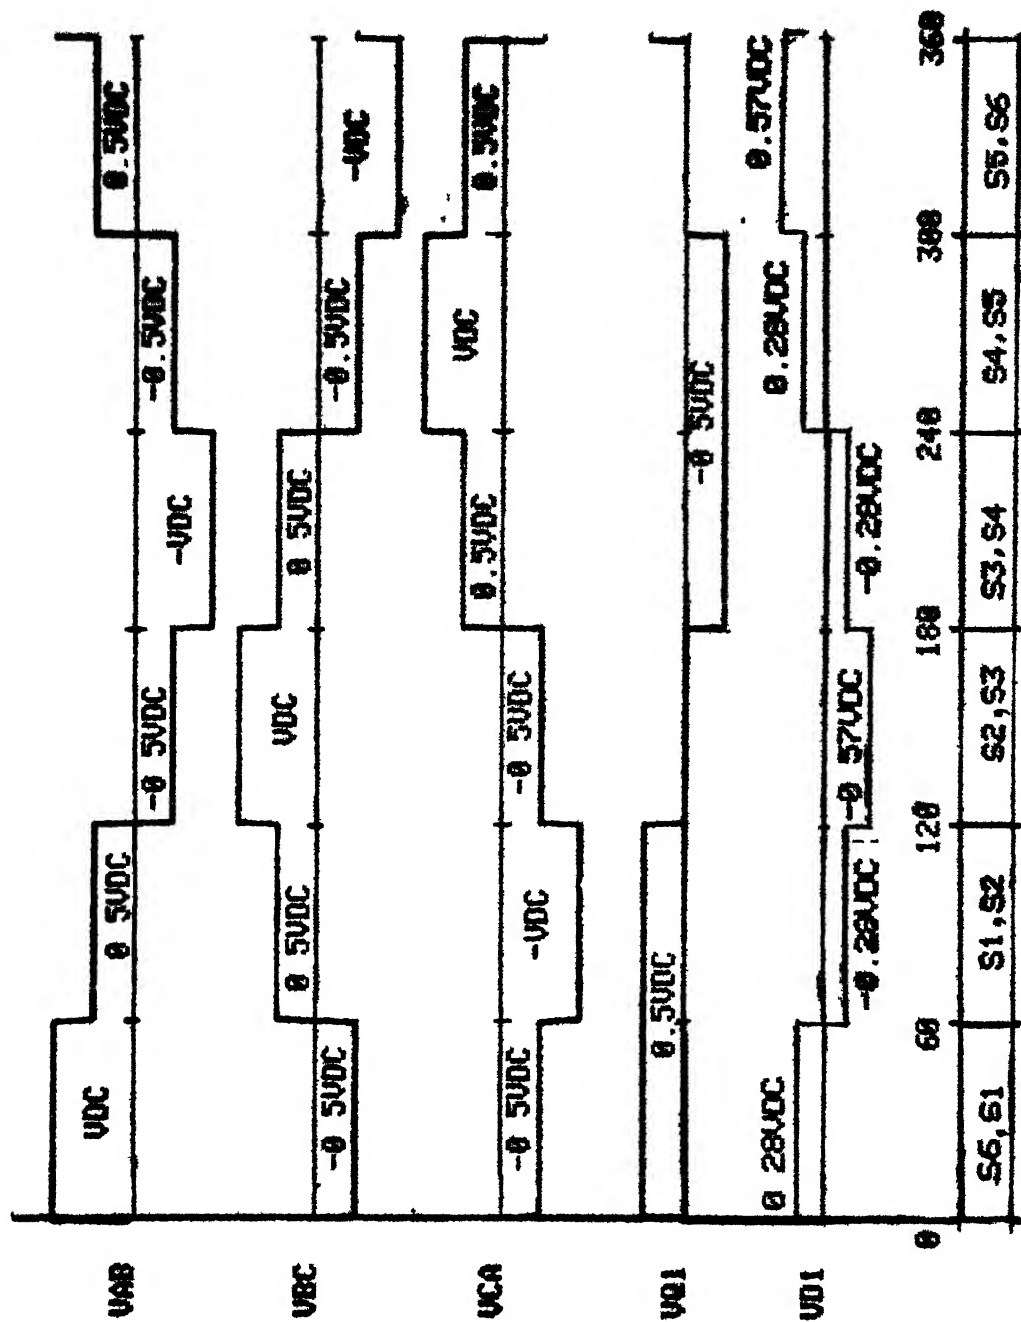 VAB VDC 0 5VDC -0 5VDC -VDC -0.5VDC 0.5VDC
VBC -0 5VDC 0 5VDC VDC 0 5VDC -0.5VDC -VDC
VCA -0 5VDC -VDC -0 5VDC 0.5VDC VDC 0.5VDC
VQ1 0.5VDC -0 5VDC
VD1 0 28VDC -0.28VDC -0 57VDC -0.28VDC 0.28VDC 0.57VDC
0 60 120 180 240 300 360
S6,S1 S1,S2 S2,S3 S3,S4 S4,S5 S5,S6